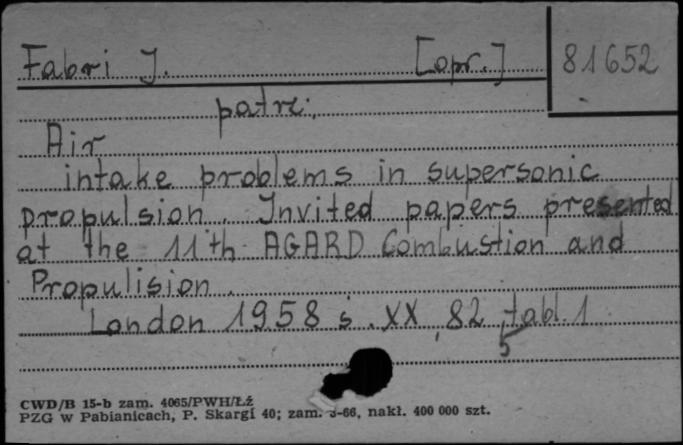 Fabri J. [opr.] 81652
patrz:
Air
intake problems in supersonic
propulsion. Invited papers presented
at the 11th AGARD Combustion and
Propulision.
London 1958 s. XX, 82, tabl. 1
5
CWD/B 15-b zam. 4065/PWH/Łź
PZG w Pabianicach, P. Skargi 40; zam. 3-66, nakł. 400 000 szt.